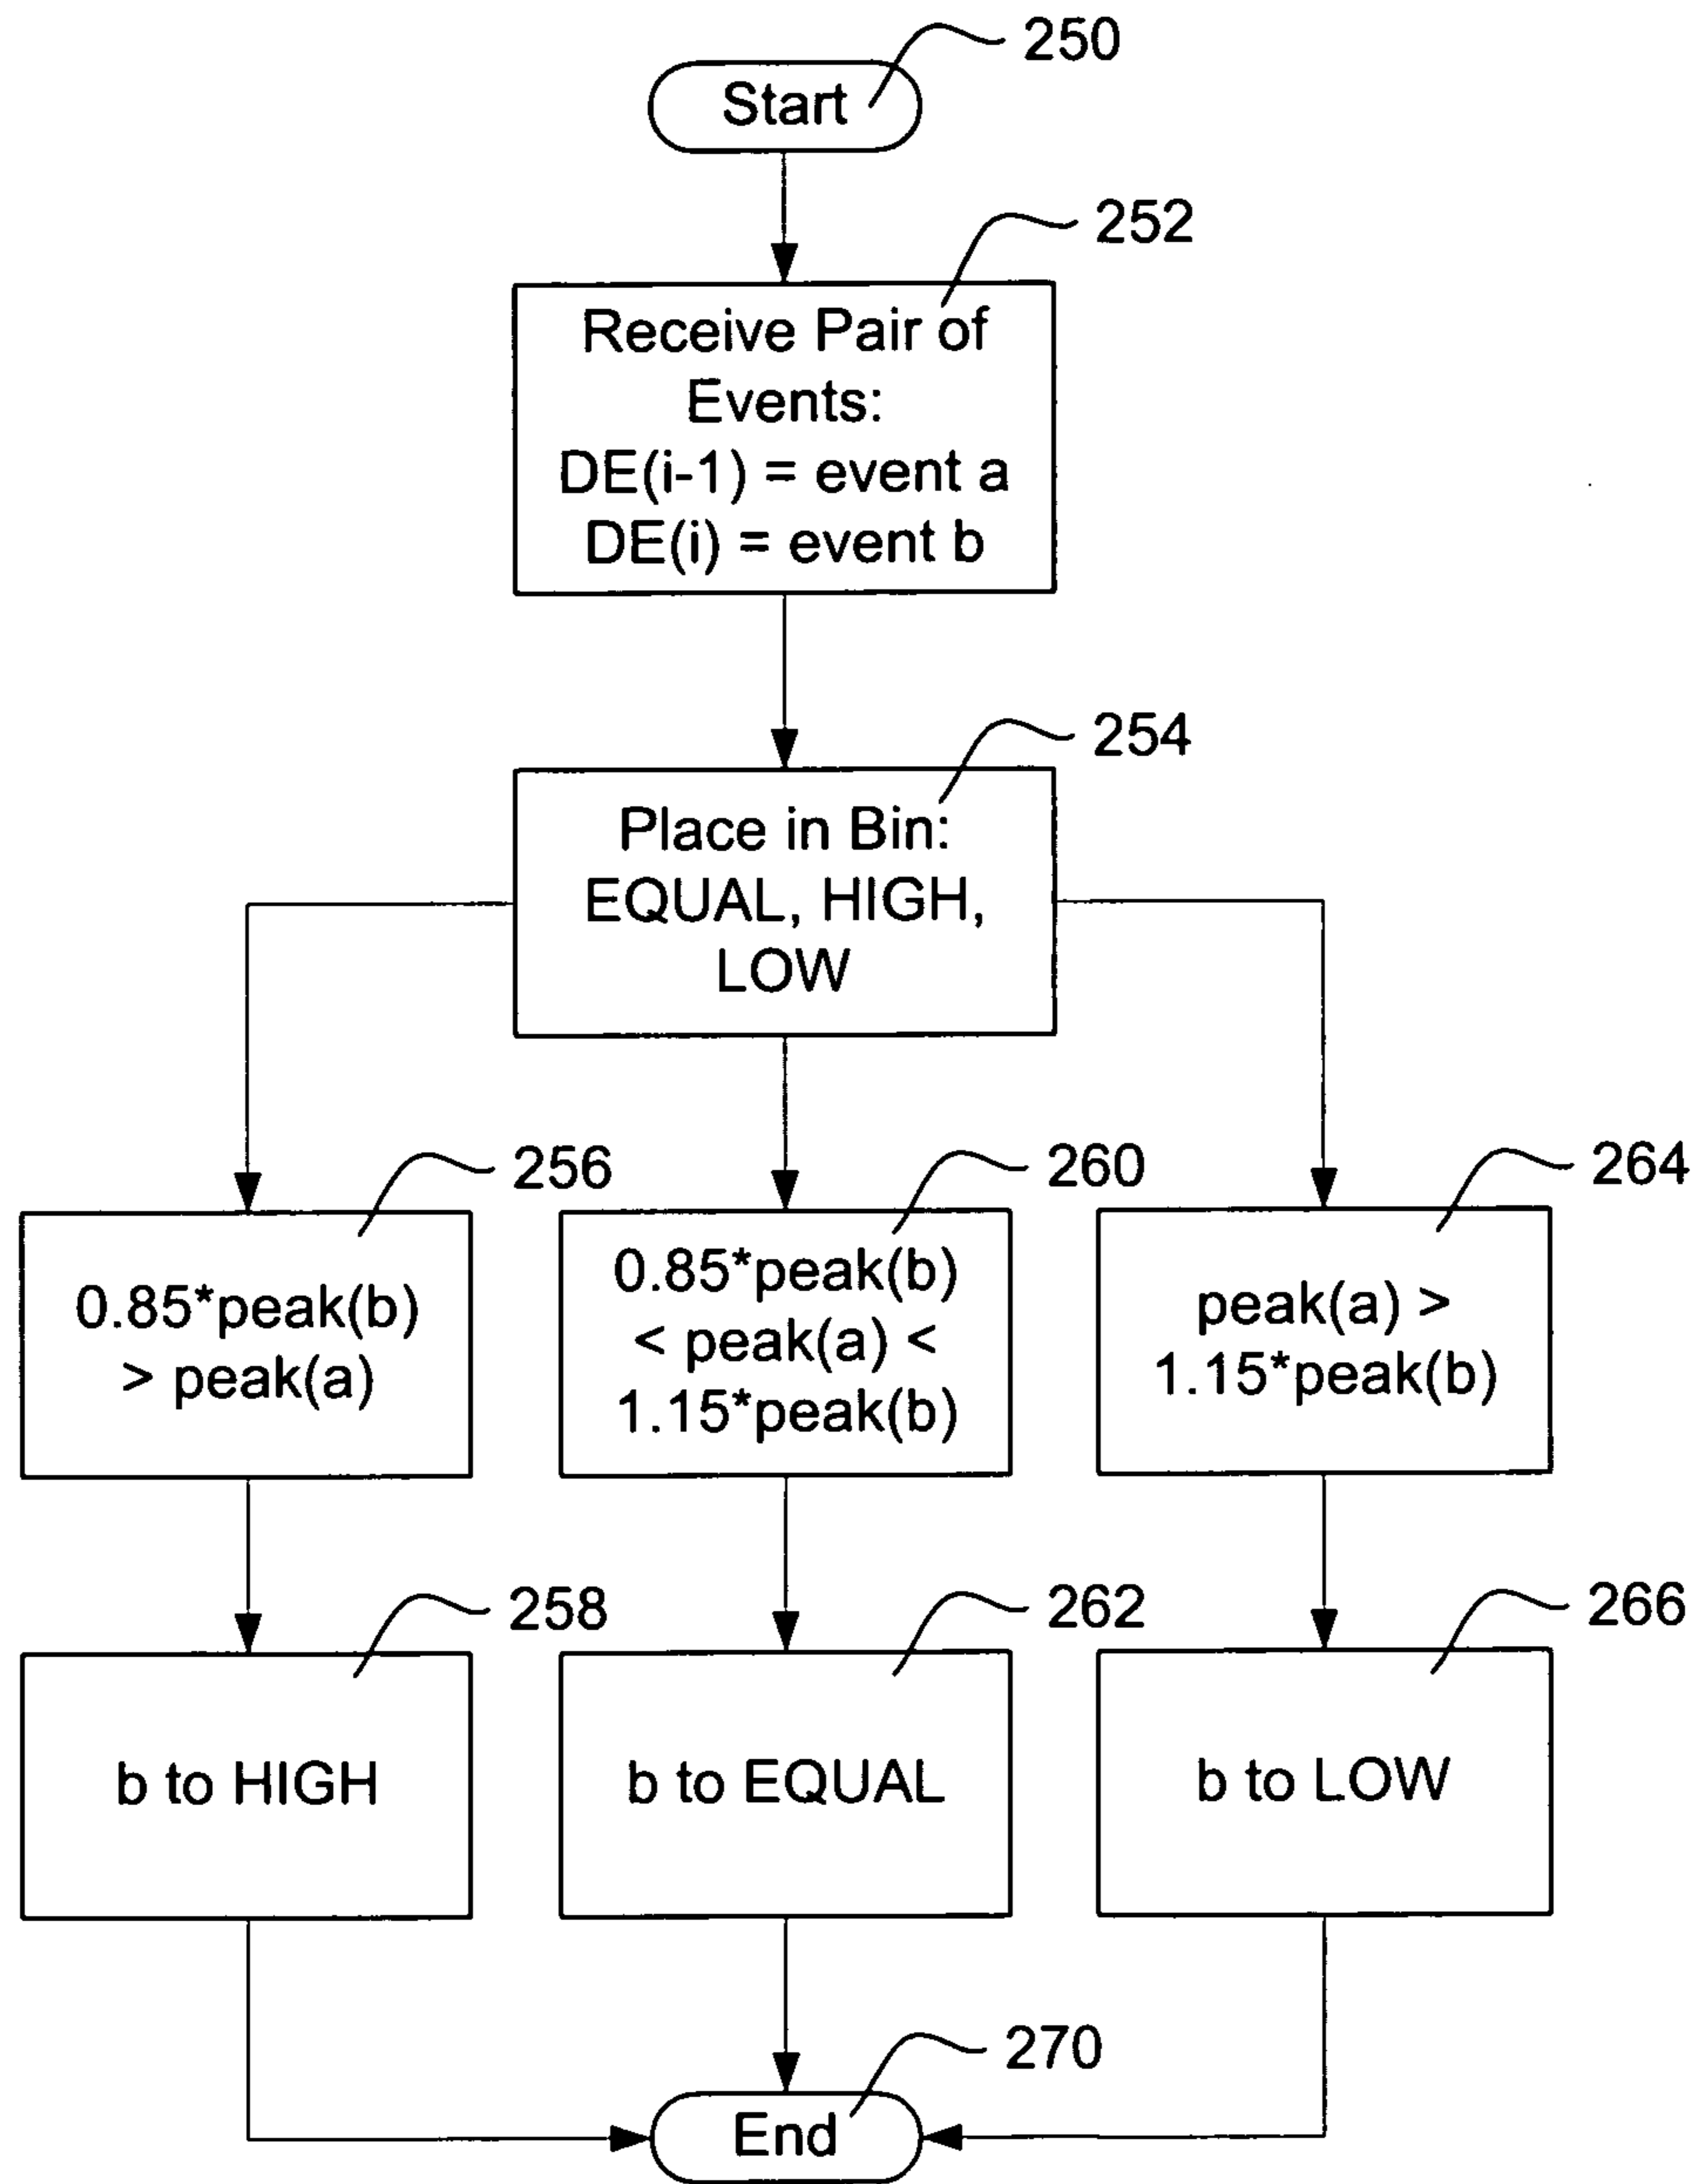 250
Start
252
Receive Pair of
Events:
DE(i-1) = event a
DE(i) = event b
254
Place in Bin:
EQUAL, HIGH,
LOW
256
0.85*peak(b)
> peak(a)
260
0.85*peak(b)
< peak(a) <
1.15*peak(b)
264
peak(a) >
1.15*peak(b)
258
b to HIGH
262
b to EQUAL
266
b to LOW
270
End